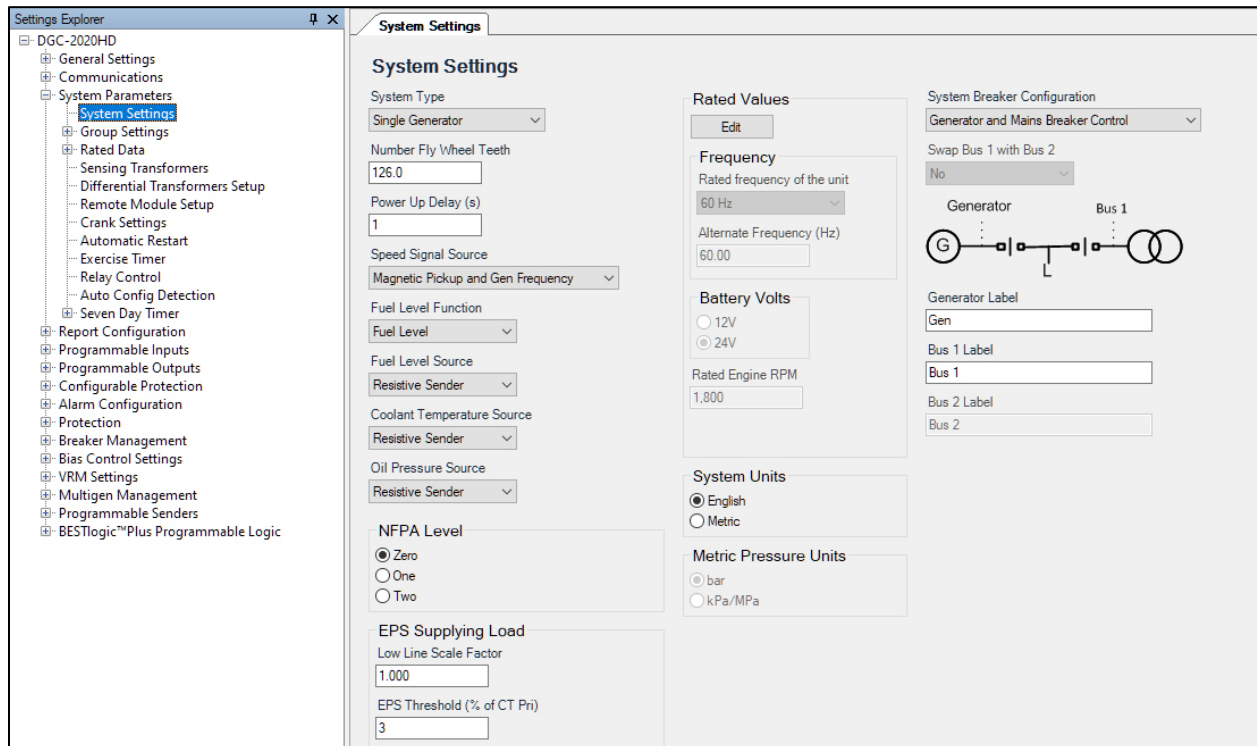 Settings Explorer
DGC-2020HD
General Settings
Communications
System Parameters
System Settings
Group Settings
Rated Data
Sensing Transformers
Differential Transformers Setup
Remote Module Setup
Crank Settings
Automatic Restart
Exercise Timer
Relay Control
Auto Config Detection
Seven Day Timer
Report Configuration
Programmable Inputs
Programmable Outputs
Configurable Protection
Alarm Configuration
Protection
Breaker Management
Bias Control Settings
VRM Settings
Multigen Management
Programmable Senders
BESTlogic™Plus Programmable Logic
System Settings
System Settings
System Type
Single Generator
Number Fly Wheel Teeth
126.0
Power Up Delay (s)
1
Speed Signal Source
Magnetic Pickup and Gen Frequency
Fuel Level Function
Fuel Level
Fuel Level Source
Resistive Sender
Coolant Temperature Source
Resistive Sender
Oil Pressure Source
Resistive Sender
NFPA Level
Zero
One
Two
EPS Supplying Load
Low Line Scale Factor
1.000
EPS Threshold (% of CT Pri)
3
Rated Values
Edit
Frequency
Rated frequency of the unit
60 Hz
Alternate Frequency (Hz)
60.00
Battery Volts
12V
24V
Rated Engine RPM
1,800
System Units
English
Metric
Metric Pressure Units
bar
kPa/MPa
System Breaker Configuration
Generator and Mains Breaker Control
Swap Bus 1 with Bus 2
No
Generator
Bus 1
G
L
Generator Label
Gen
Bus 1 Label
Bus 1
Bus 2 Label
Bus 2